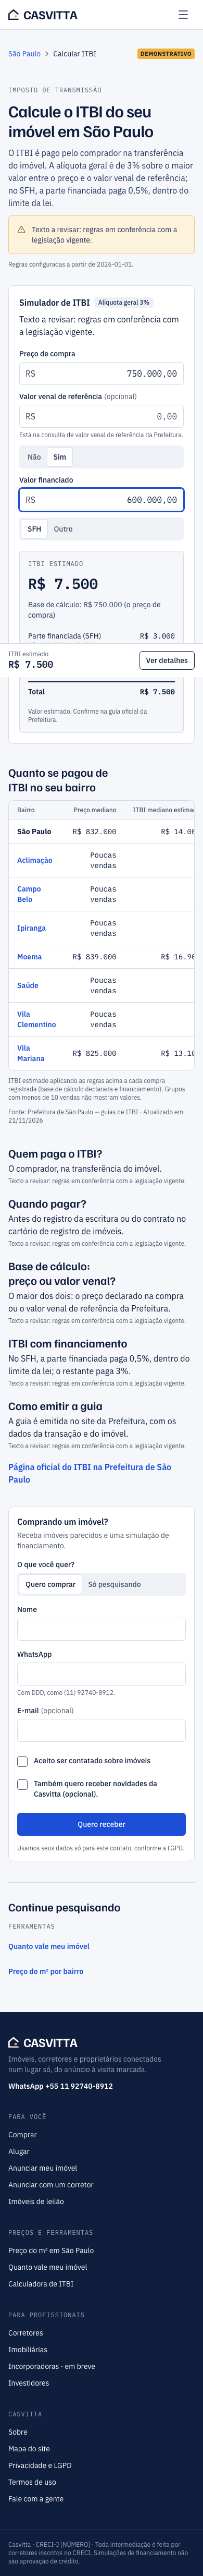 CASVITTA
São Paulo > Calcular ITBI DEMONSTRATIVO
IMPOSTO DE TRANSMISSÃO
Calcule o ITBI do seu
imóvel em São Paulo
O ITBI é pago pelo comprador na transferência
do imóvel. A alíquota geral é de 3% sobre o maior
valor entre o preço e o valor venal de referência;
no SFH, a parte financiada paga 0,5%, dentro do
limite da lei.
Texto a revisar: regras em conferência com a
legislação vigente.
Regras configuradas a partir de 2026-01-01.
Simulador de ITBI Alíquota geral 3%
Texto a revisar: regras em conferência com
a legislação vigente.
Preço de compra
R$ 750.000,00
Valor venal de referência (opcional)
R$ 0,00
Está na consulta de valor venal de referência da Prefeitura.
Não Sim
Valor financiado
R$ 600.000,00
SFH Outro
ITBI ESTIMADO
R$ 7.500
Base de cálculo: R$ 750.000 (o preço de
compra)
Parte financiada (SFH) R$ 3.000
ITBI estimado
R$ 7.500
Ver detalhes
Total R$ 7.500
Valor estimado. Confirme na guia oficial da
Prefeitura.
Quanto se pagou de
ITBI no seu bairro
Bairro Preço mediano ITBI mediano estimad
São Paulo R$ 832.000 R$ 14.00
Aclimação Poucas
vendas
Campo
Belo Poucas
vendas
Ipiranga Poucas
vendas
Moema R$ 839.000 R$ 16.90
Saúde Poucas
vendas
Vila
Clementino Poucas
vendas
Vila
Mariana R$ 825.000 R$ 13.10
ITBI estimado aplicando as regras acima a cada compra
registrada (base de cálculo declarada e financiamento). Grupos
com menos de 10 vendas não mostram valores.
Fonte: Prefeitura de São Paulo — guias de ITBI · Atualizado em
21/11/2026
Quem paga o ITBI?
O comprador, na transferência do imóvel.
Texto a revisar: regras em conferência com a legislação vigente.
Quando pagar?
Antes do registro da escritura ou do contrato no
cartório de registro de imóveis.
Texto a revisar: regras em conferência com a legislação vigente.
Base de cálculo:
preço ou valor venal?
O maior dos dois: o preço declarado na compra
ou o valor venal de referência da Prefeitura.
Texto a revisar: regras em conferência com a legislação vigente.
ITBI com financiamento
No SFH, a parte financiada paga 0,5%, dentro do
limite da lei; o restante paga 3%.
Texto a revisar: regras em conferência com a legislação vigente.
Como emitir a guia
A guia é emitida no site da Prefeitura, com os
dados da transação e do imóvel.
Texto a revisar: regras em conferência com a legislação vigente.
Página oficial do ITBI na Prefeitura de São
Paulo
Comprando um imóvel?
Receba imóveis parecidos e uma simulação de
financiamento.
O que você quer?
Quero comprar Só pesquisando
Nome
WhatsApp
Com DDD, como (11) 92740-8912.
E-mail (opcional)
Aceito ser contatado sobre imóveis
Também quero receber novidades da
Casvitta (opcional).
Quero receber
Usamos seus dados só para este contato, conforme a LGPD.
Continue pesquisando
FERRAMENTAS
Quanto vale meu imóvel
Preço do m² por bairro
CASVITTA
Imóveis, corretores e proprietários conectados
num lugar só, do anúncio à visita marcada.
WhatsApp +55 11 92740-8912
PARA VOCÊ
Comprar
Alugar
Anunciar meu imóvel
Anunciar com um corretor
Imóveis de leilão
PREÇOS E FERRAMENTAS
Preço do m² em São Paulo
Quanto vale meu imóvel
Calculadora de ITBI
PARA PROFISSIONAIS
Corretores
Imobiliárias
Incorporadoras · em breve
Investidores
CASVITTA
Sobre
Mapa do site
Privacidade e LGPD
Termos de uso
Fale com a gente
Casvitta · CRECI-J [NÚMERO] · Toda intermediação é feita por
corretores inscritos no CRECI. Simulações de financiamento não
são aprovação de crédito.